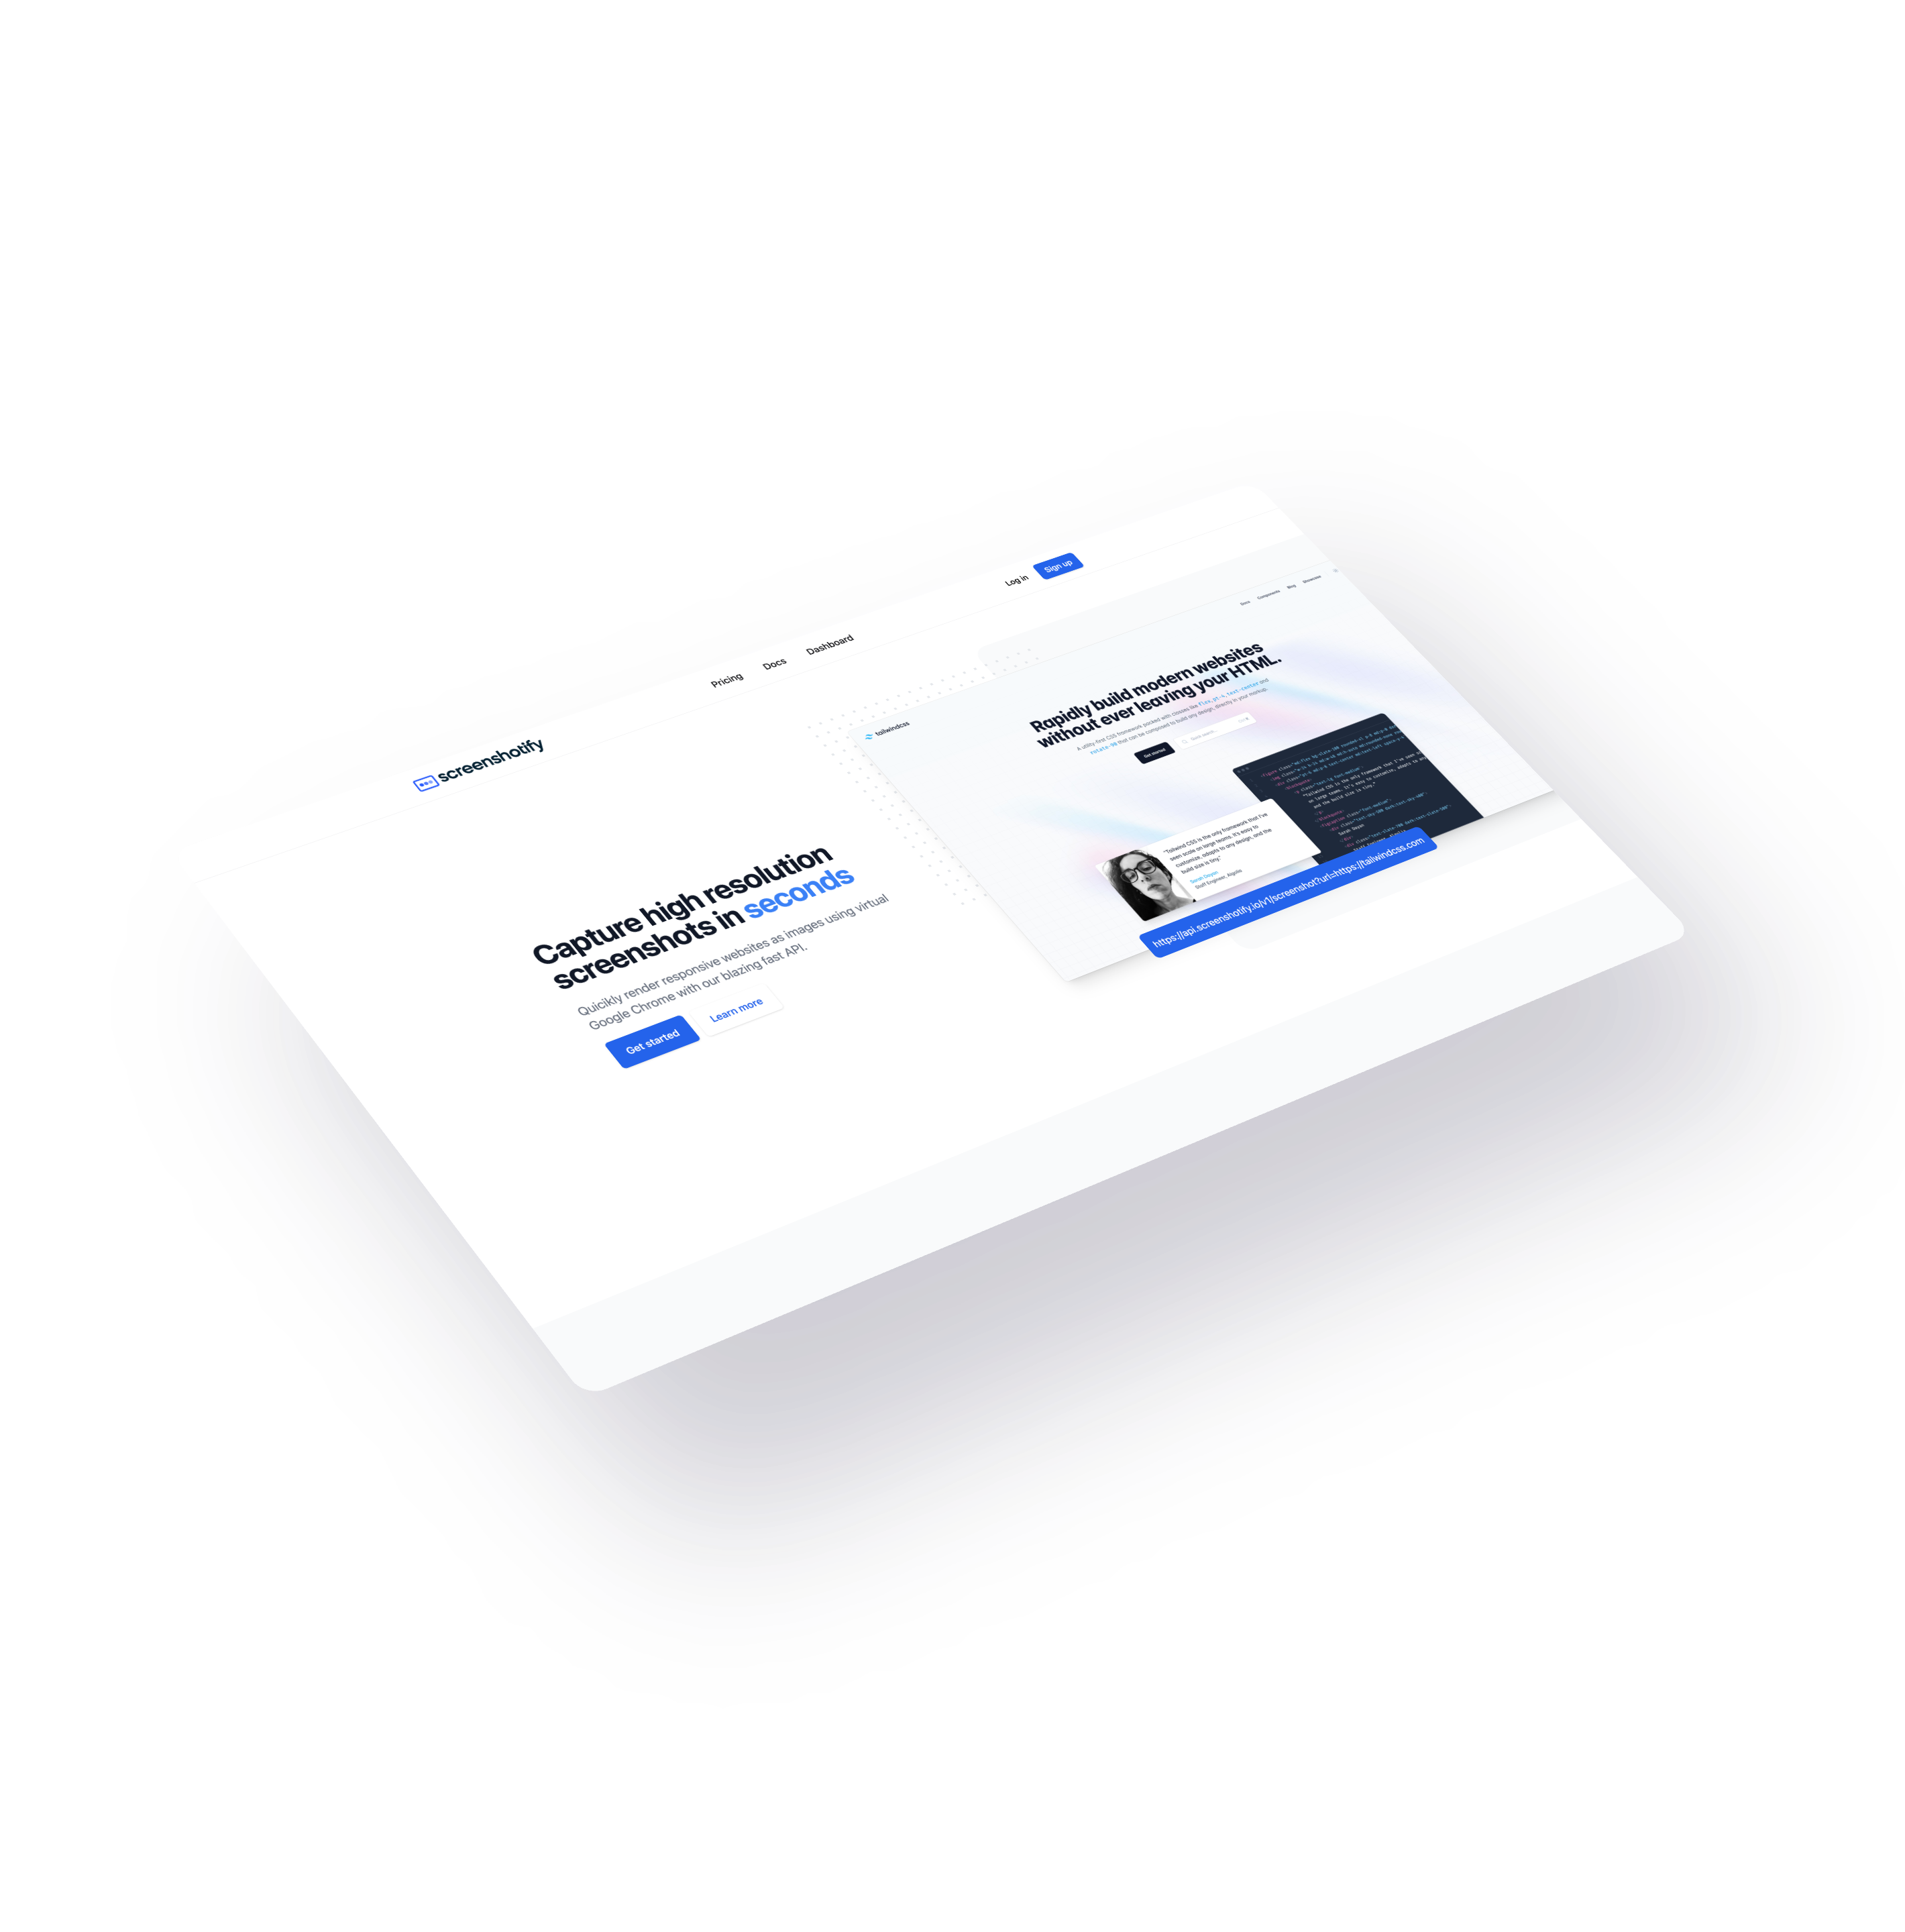 screenshotify
Pricing
Docs
Dashboard
Log in
Sign up
Capture high resolution
screenshots in seconds
Quicikly render responsive websites as images using virtual
Google Chrome with our blazing fast API.
Get started
Learn more
tailwindcss
Docs
Components
Blog
Showcase
Rapidly build modern websites
without ever leaving your HTML.
A utility-first CSS framework packed with classes like flex, pt-4, text-center and
rotate-90 that can be composed to build any design, directly in your markup.
Get started
"Tailwind CSS is the only framework that I've
seen scale on large teams. It's easy to
customize, adapts to any design, and the
build size is tiny."
Sarah Dayan
Staff Engineer, Algolia
https://api.screenshotify.io/v1/screenshot?url=https://tailwindcss.com